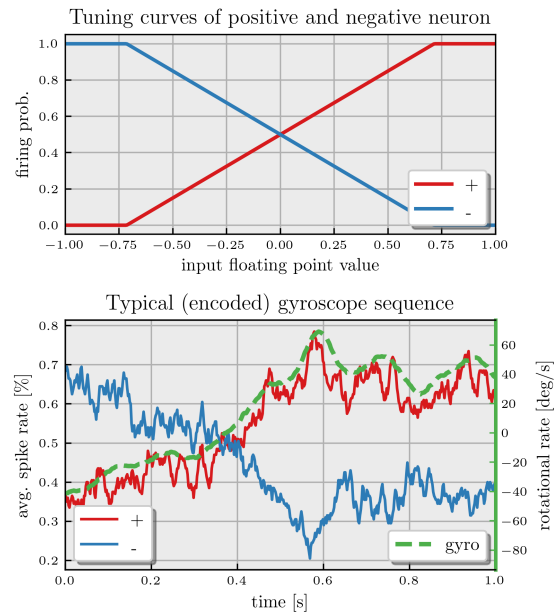 Tuning curves of positive and negative neuron
1.0
0.8
0.6
0.4
0.2
0.0
firing prob.
+
-
−1.00 −0.75 −0.50 −0.25 0.00 0.25 0.50 0.75 1.00
input floating point value
Typical (encoded) gyroscope sequence
0.8
0.7
0.6
0.5
0.4
0.3
0.2
avg. spike rate [%]
60
40
20
0
−20
−40
−60
−80
rotational rate [deg/s]
+
-
gyro
0.0 0.2 0.4 0.6 0.8 1.0
time [s]